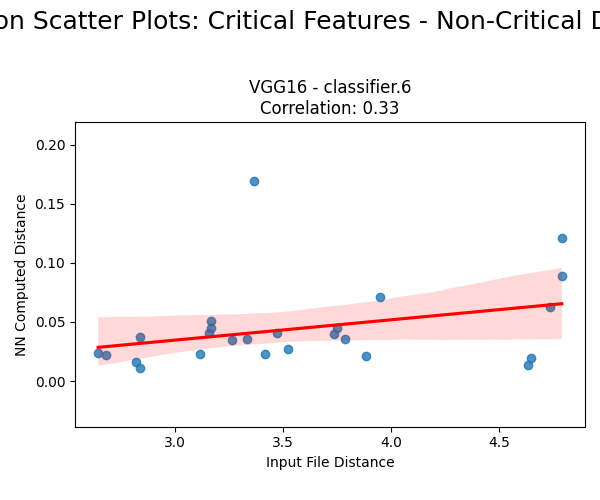 on Scatter Plots: Critical Features - Non-Critical D
VGG16 - classifier.6
Correlation: 0.33
0.20
0.15
0.10
0.05
0.00
NN Computed Distance
3.0 3.5 4.0 4.5
Input File Distance